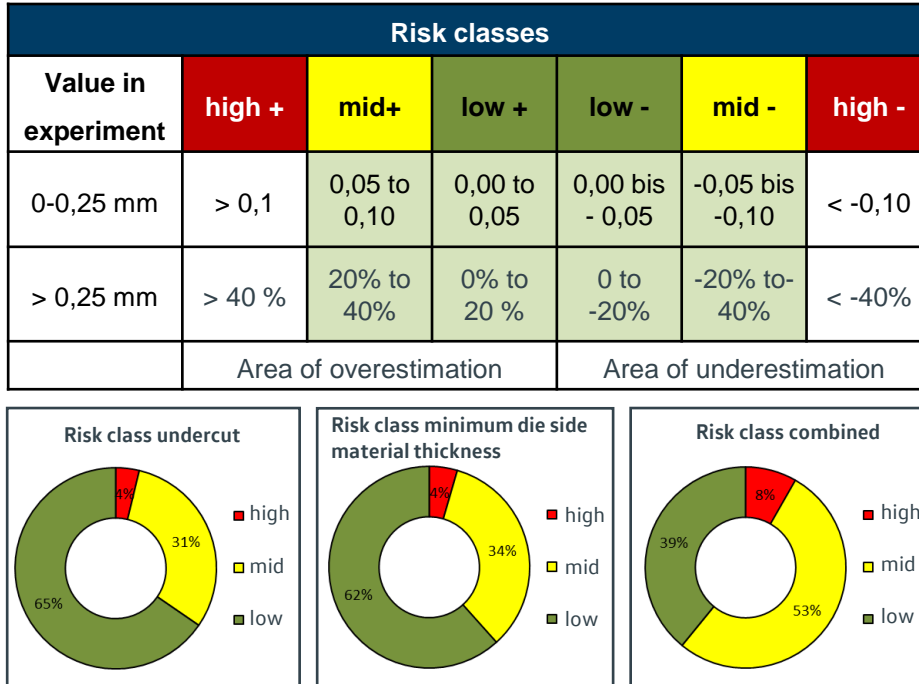 Risk classes
Value in
experiment
high +
mid+
low +
low -
mid -
high -
0-0,25 mm
> 0,1
0,05 to
0,10
0,00 to
0,05
0,00 bis
- 0,05
-0,05 bis
-0,10
< -0,10
> 0,25 mm
> 40 %
20% to
40%
0% to
20 %
0 to
-20%
-20% to-
40%
< -40%
Area of overestimation
Area of underestimation
Risk class undercut
4%
31%
65%
high
mid
low
Risk class minimum die side
material thickness
4%
34%
62%
high
mid
low
Risk class combined
8%
39%
53%
high
mid
low